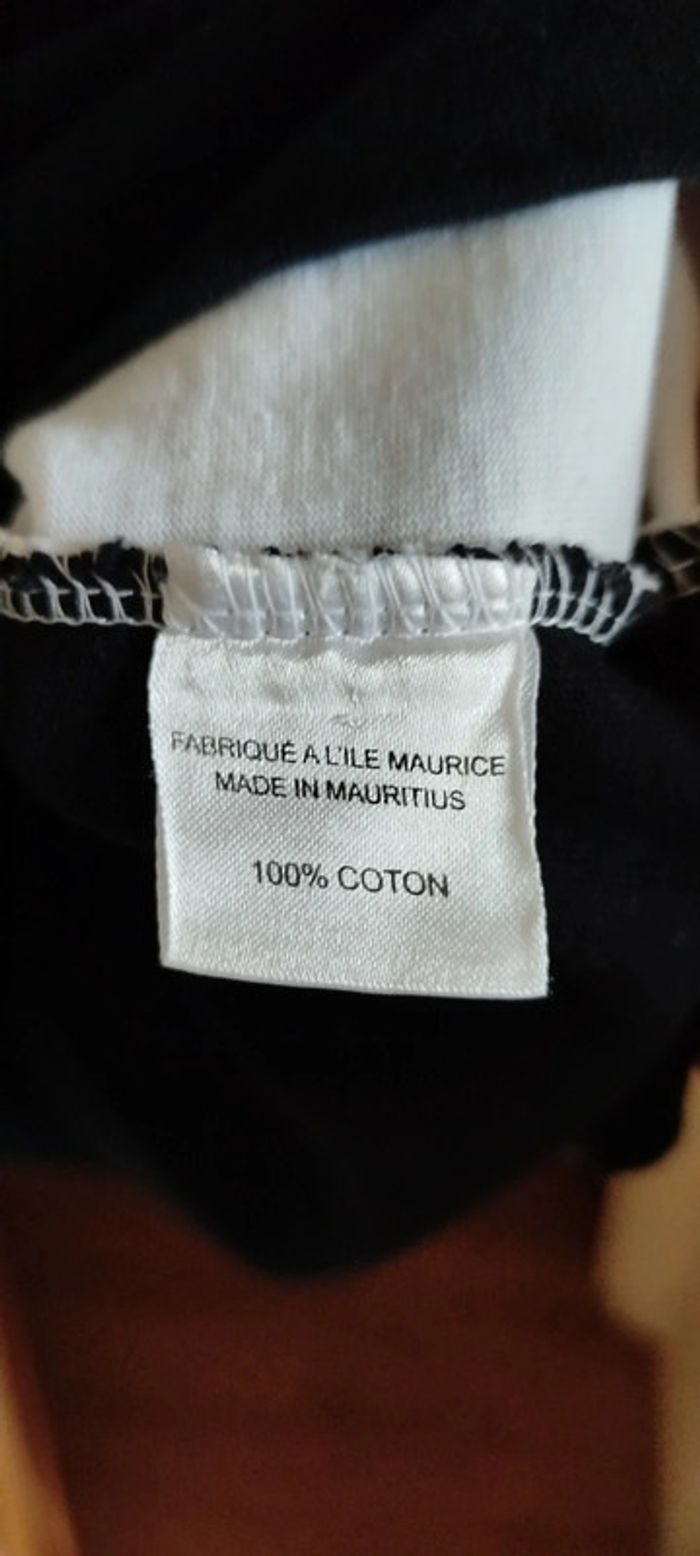 FABRIQUÉ A L'ILE MAURICE
MADE IN MAURITIUS
100% COTON